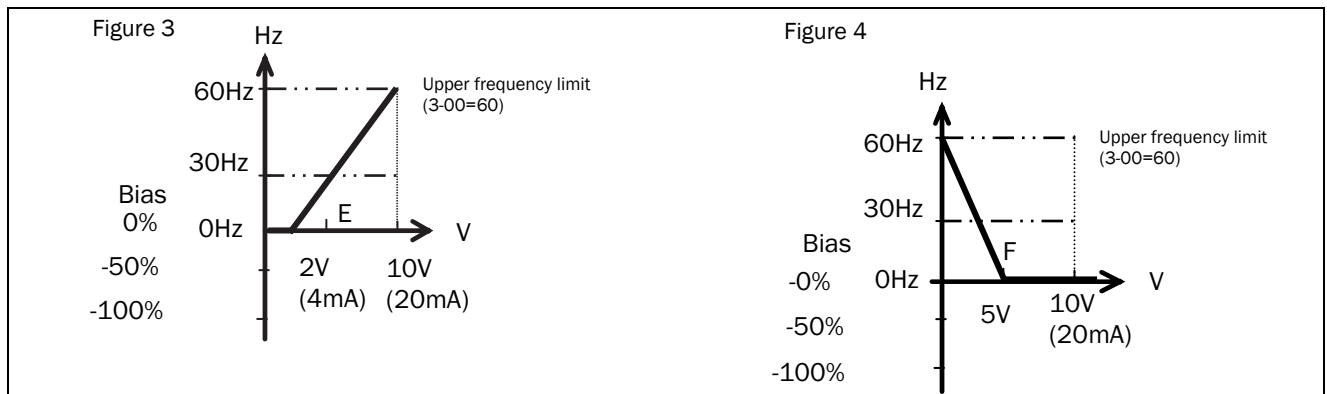 Figure 3
Hz
60Hz
Upper frequency limit
(3-00=60)
30Hz
Bias
0%
0Hz
E
V
-50%
2V
10V
(4mA)
(20mA)
-100%
Figure 4
Hz
60Hz
Upper frequency limit
(3-00=60)
30Hz
Bias
F
-0%
0Hz
V
5V
10V
-50%
(20mA)
-100%